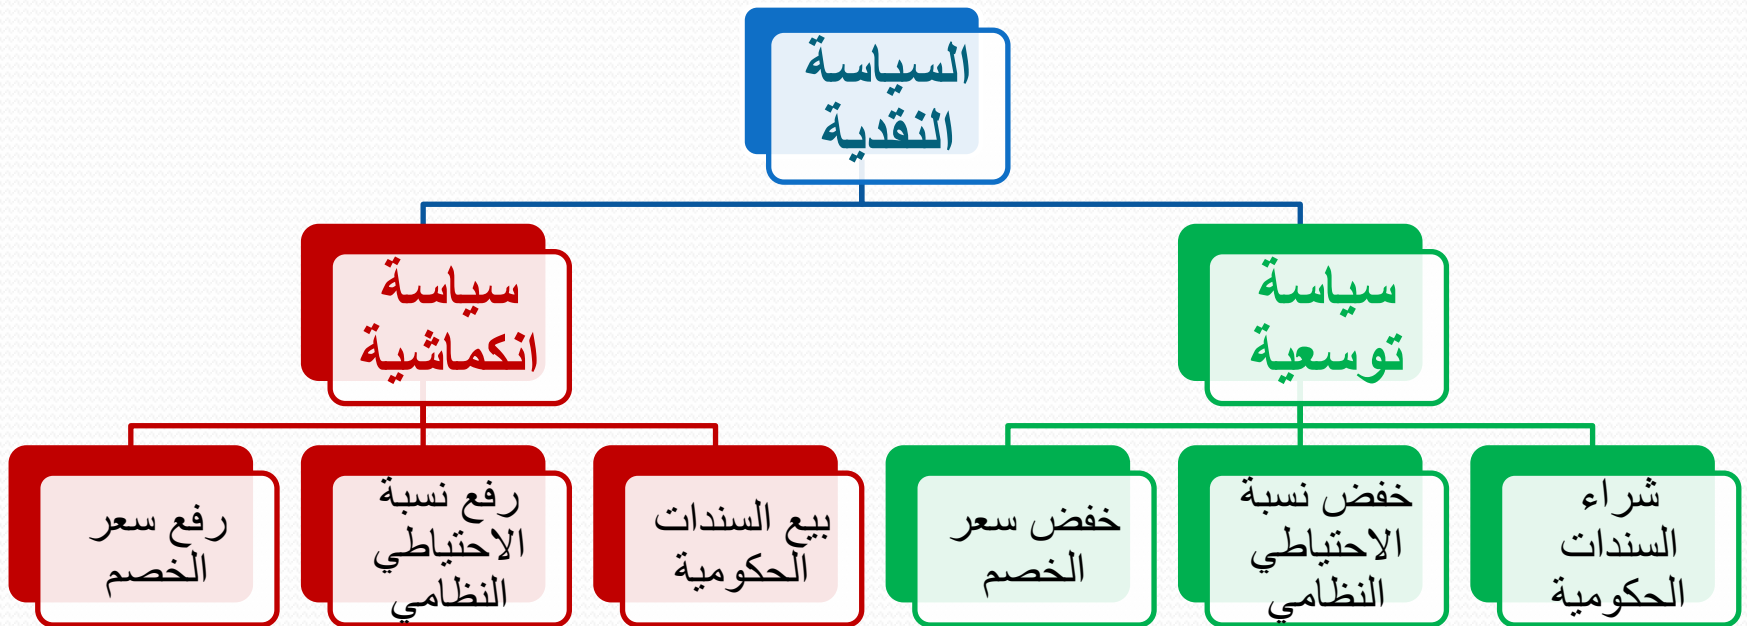 السياسة
النقدية
سياسة
توسعية
سياسة
انكماشية
شراء
السندات
الحكومية
خفض نسبة
الاحتياطي
النظامي
خفض سعر
الخصم
بيع السندات
الحكومية
رفع نسبة
الاحتياطي
النظامي
رفع سعر
الخصم